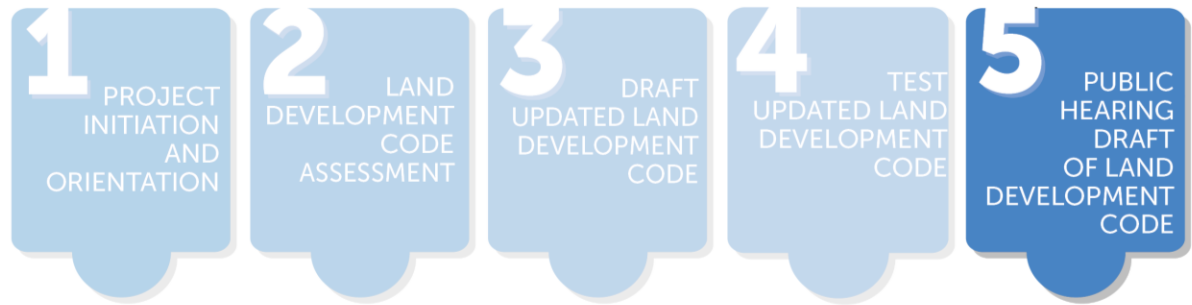 1
PROJECT
INITIATION
AND
ORIENTATION
2
LAND
DEVELOPMENT
CODE
ASSESSMENT
3
DRAFT
UPDATED LAND
DEVELOPMENT
CODE
4
TEST
UPDATED LAND
DEVELOPMENT
CODE
5
PUBLIC
HEARING
DRAFT
OF LAND
DEVELOPMENT
CODE